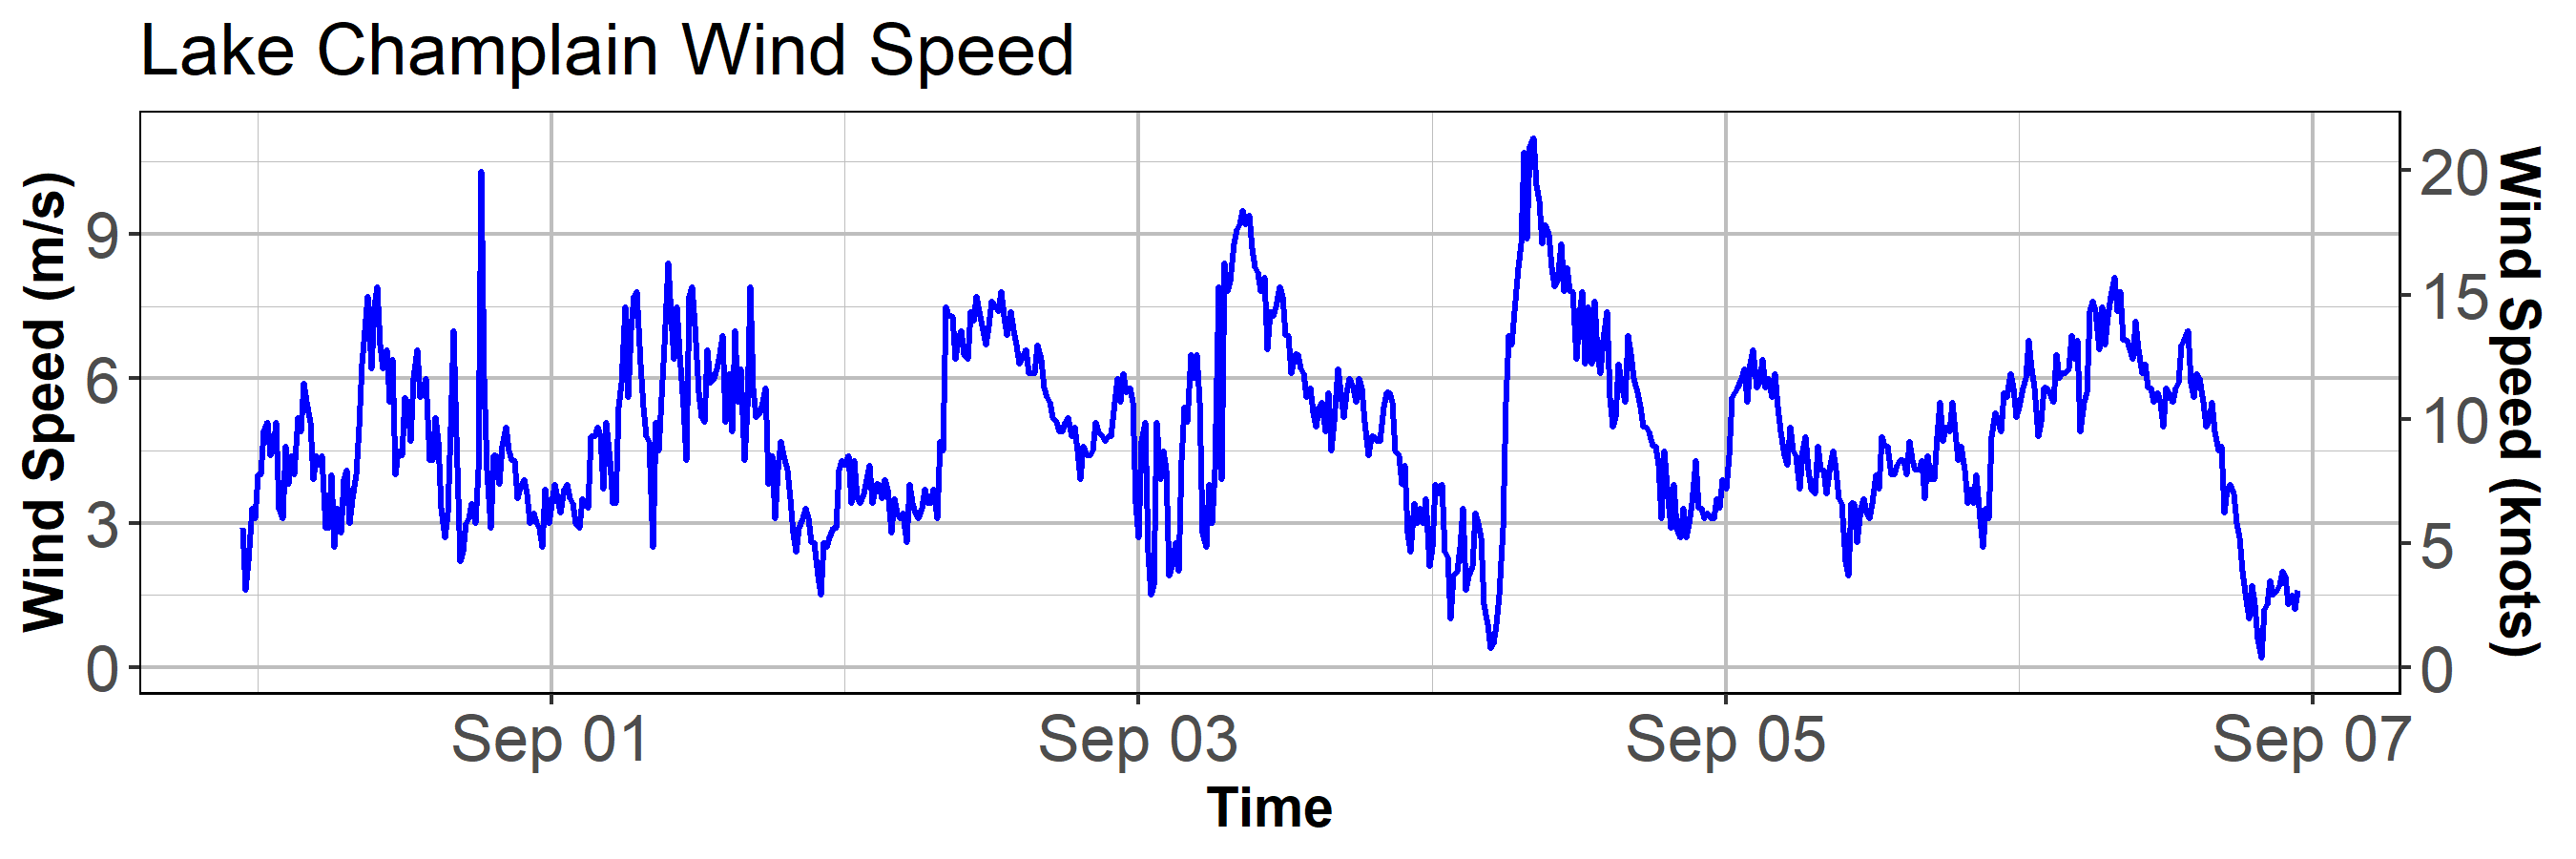 Lake Champlain Wind Speed
Wind Speed (m/s)
9
6
3
0
20
15
10
5
0
Wind Speed (knots)
Sep 01
Sep 03
Sep 05
Sep 07
Time